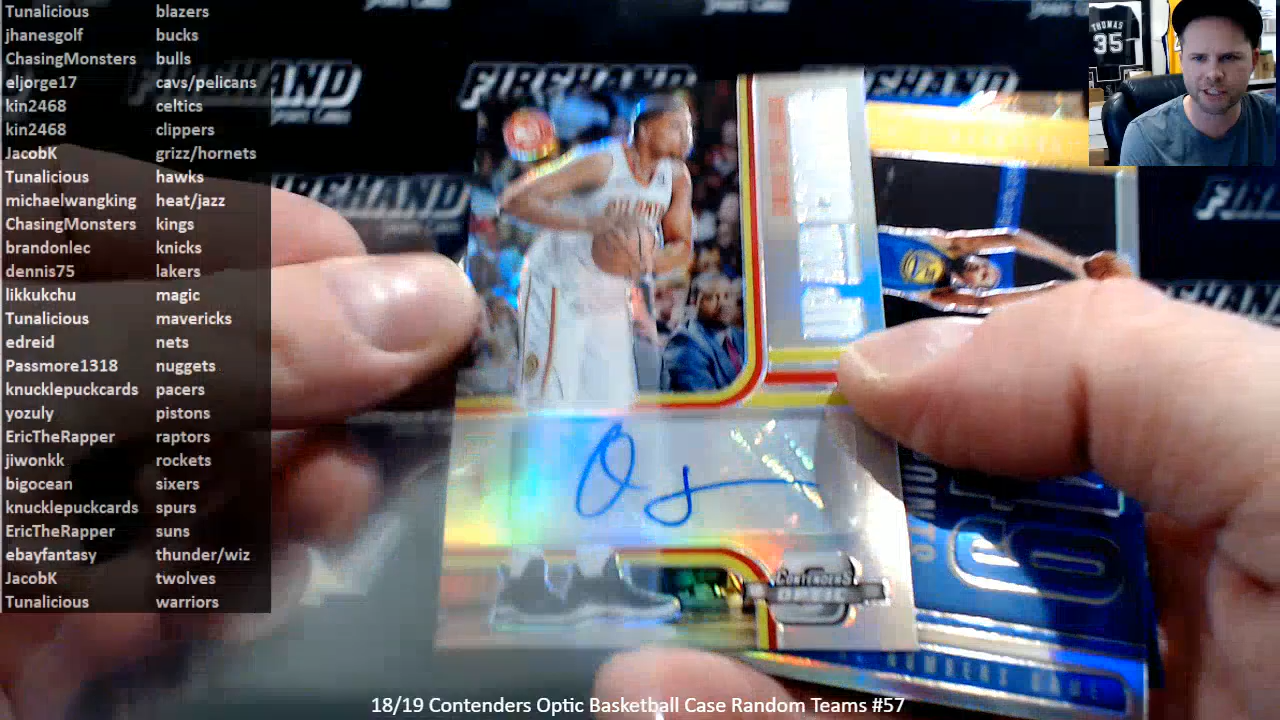 Tunalicious blazers
jhanesgolf bucks
ChasingMonsters bulls
eljorge17 cavs/pelicans
kin2468 celtics
kin2468 clippers
JacobK grizz/hornets
Tunalicious hawks
michaelwangking heat/jazz
ChasingMonsters kings
brandonlec knicks
dennis75 lakers
likkukchu magic
Tunalicious mavericks
edreid nets
Passmore1318 nuggets
knucklepuckcards pacers
yozuly pistons
EricTheRapper raptors
jiwonkk rockets
bigocean sixers
knucklepuckcards spurs
EricTheRapper suns
ebayfantasy thunder/wiz
JacobK twolves
Tunalicious warriors
THOMAS
35
FIREHAND
CONTENDERS
OPTIC
NUMBERS GAME
18/19 Contenders Optic Basketball Case Random Teams #57